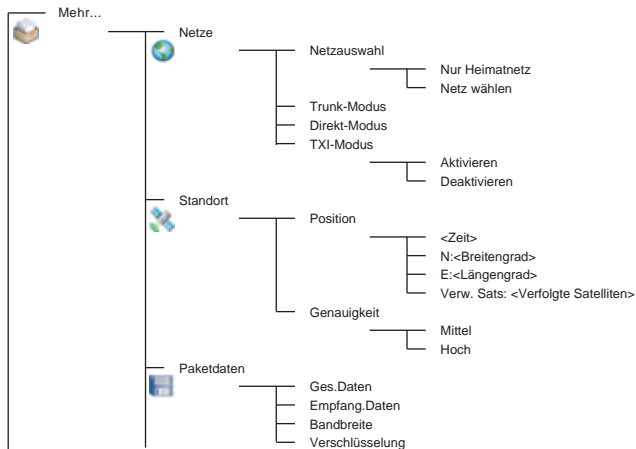 Mehr...
Netze
Netzauswahl
Nur Heimatnetz
Netz wählen
Trunk-Modus
Direkt-Modus
TXI-Modus
Aktivieren
Deaktivieren
Standort
Position
<Zeit>
N:<Breitengrad>
E:<Längengrad>
Verw. Sats: <Verfolgte Satelliten>
Genauigkeit
Mittel
Hoch
Paketdaten
Ges.Daten
Empfang.Daten
Bandbreite
Verschlüsselung